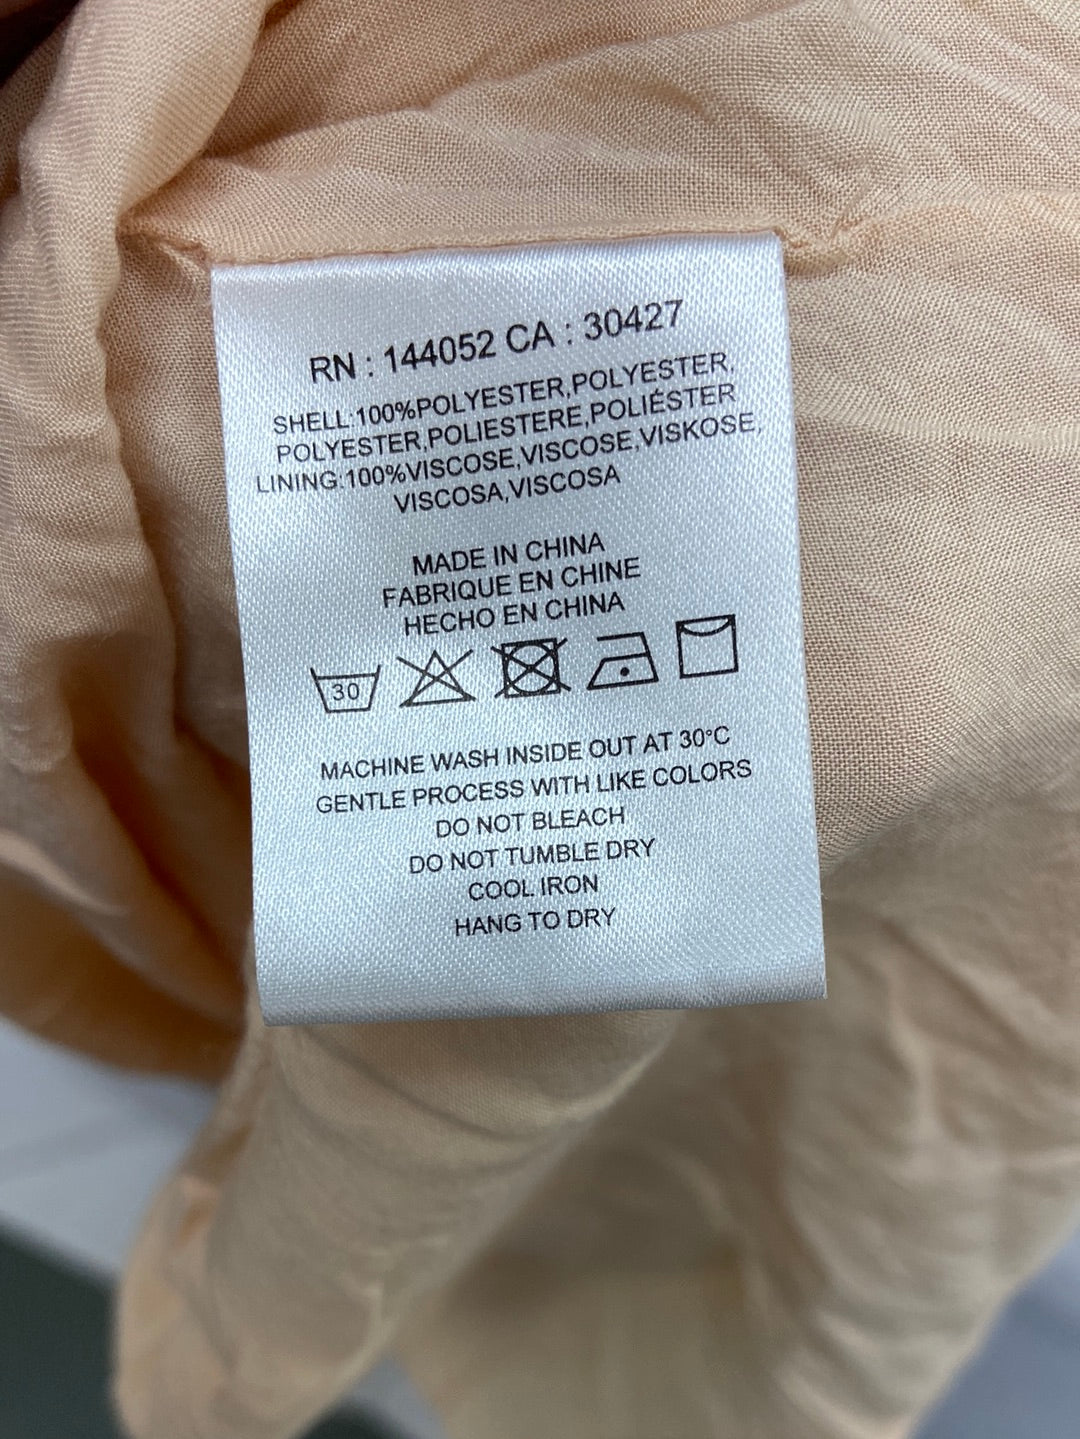 RN : 144052 CA : 30427
SHELL:100%POLYESTER,POLYESTER,
POLYESTER,POLIESTERE,POLIÉSTER
LINING:100%VISCOSE,VISCOSE,VISKOSE,
VISCOSA,VISCOSA
MADE IN CHINA
FABRIQUE EN CHINE
HECHO EN CHINA
30
MACHINE WASH INSIDE OUT AT 30°C
GENTLE PROCESS WITH LIKE COLORS
DO NOT BLEACH
DO NOT TUMBLE DRY
COOL IRON
HANG TO DRY